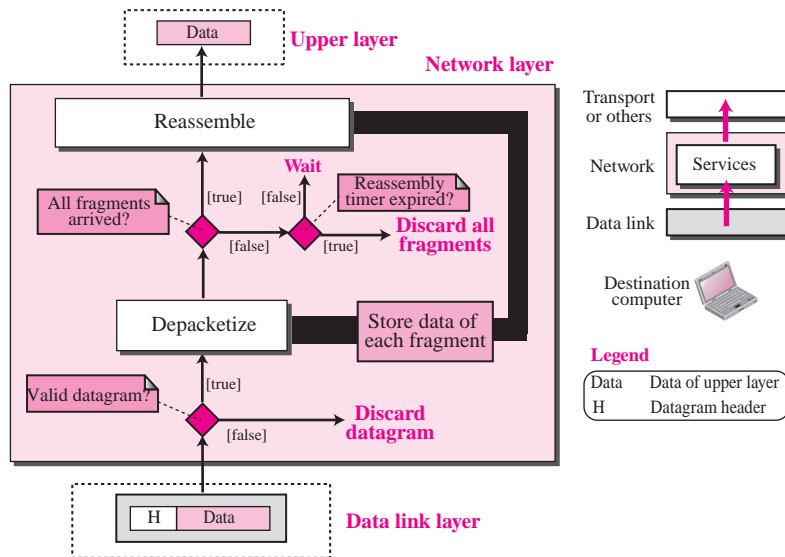 Data
Upper layer
Network layer
Reassemble
Wait
[true]
[false]
Reassembly
timer expired?
All fragments
arrived?
[false]
[true]
Discard all
fragments
Depacketize
Store data of
each fragment
[true]
Valid datagram?
[false]
Discard
datagram
H
Data
Data link layer
Transport
or others
Network
Services
Data link
Destination
computer
Legend
Data Data of upper layer
H Datagram header